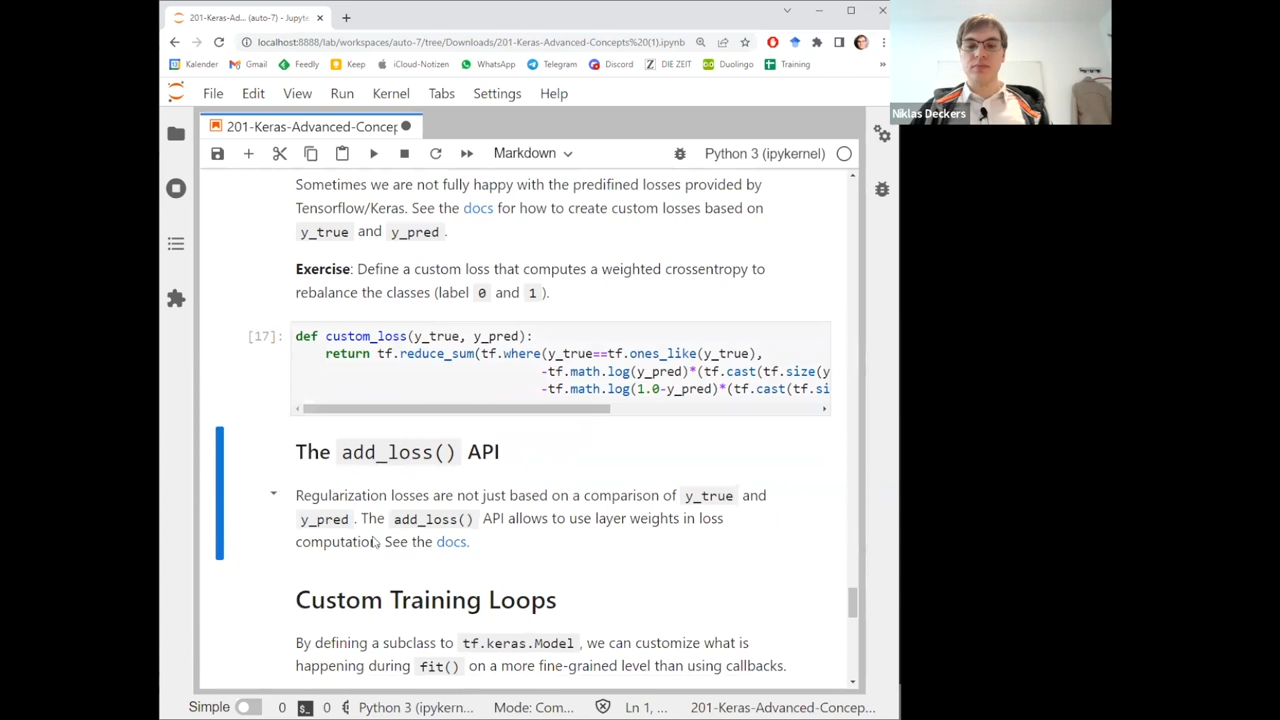 201-Keras-Ad... (auto-7) - Jupyte
localhost:8888/lab/workspaces/auto-7/tree/Downloads/201-Keras-Advanced-Concepts%20(1).ipynb
Kalender Gmail Feedly Keep iCloud-Notizen WhatsApp Telegram Discord DIE ZEIT Duolingo Training »
File Edit View Run Kernel Tabs Settings Help
Niklas Deckers
201-Keras-Advanced-Concep
Markdown
Python 3 (ipykernel)
Sometimes we are not fully happy with the predifined losses provided by
Tensorflow/Keras. See the docs for how to create custom losses based on
y_true and y_pred .
Exercise: Define a custom loss that computes a weighted crossentropy to
rebalance the classes (label 0 and 1 ).
[17]:
def custom_loss(y_true, y_pred):
return tf.reduce_sum(tf.where(y_true==tf.ones_like(y_true),
-tf.math.log(y_pred)*(tf.cast(tf.size(y
-tf.math.log(1.0-y_pred)*(tf.cast(tf.si
The add_loss() API
Regularization losses are not just based on a comparison of y_true and
y_pred . The add_loss() API allows to use layer weights in loss
computation. See the docs.
Custom Training Loops
By defining a subclass to tf.keras.Model , we can customize what is
happening during fit() on a more fine-grained level than using callbacks.
Simple 0 0 Python 3 (ipykern... Mode: Com... Ln 1, ... 201-Keras-Advanced-Concep...